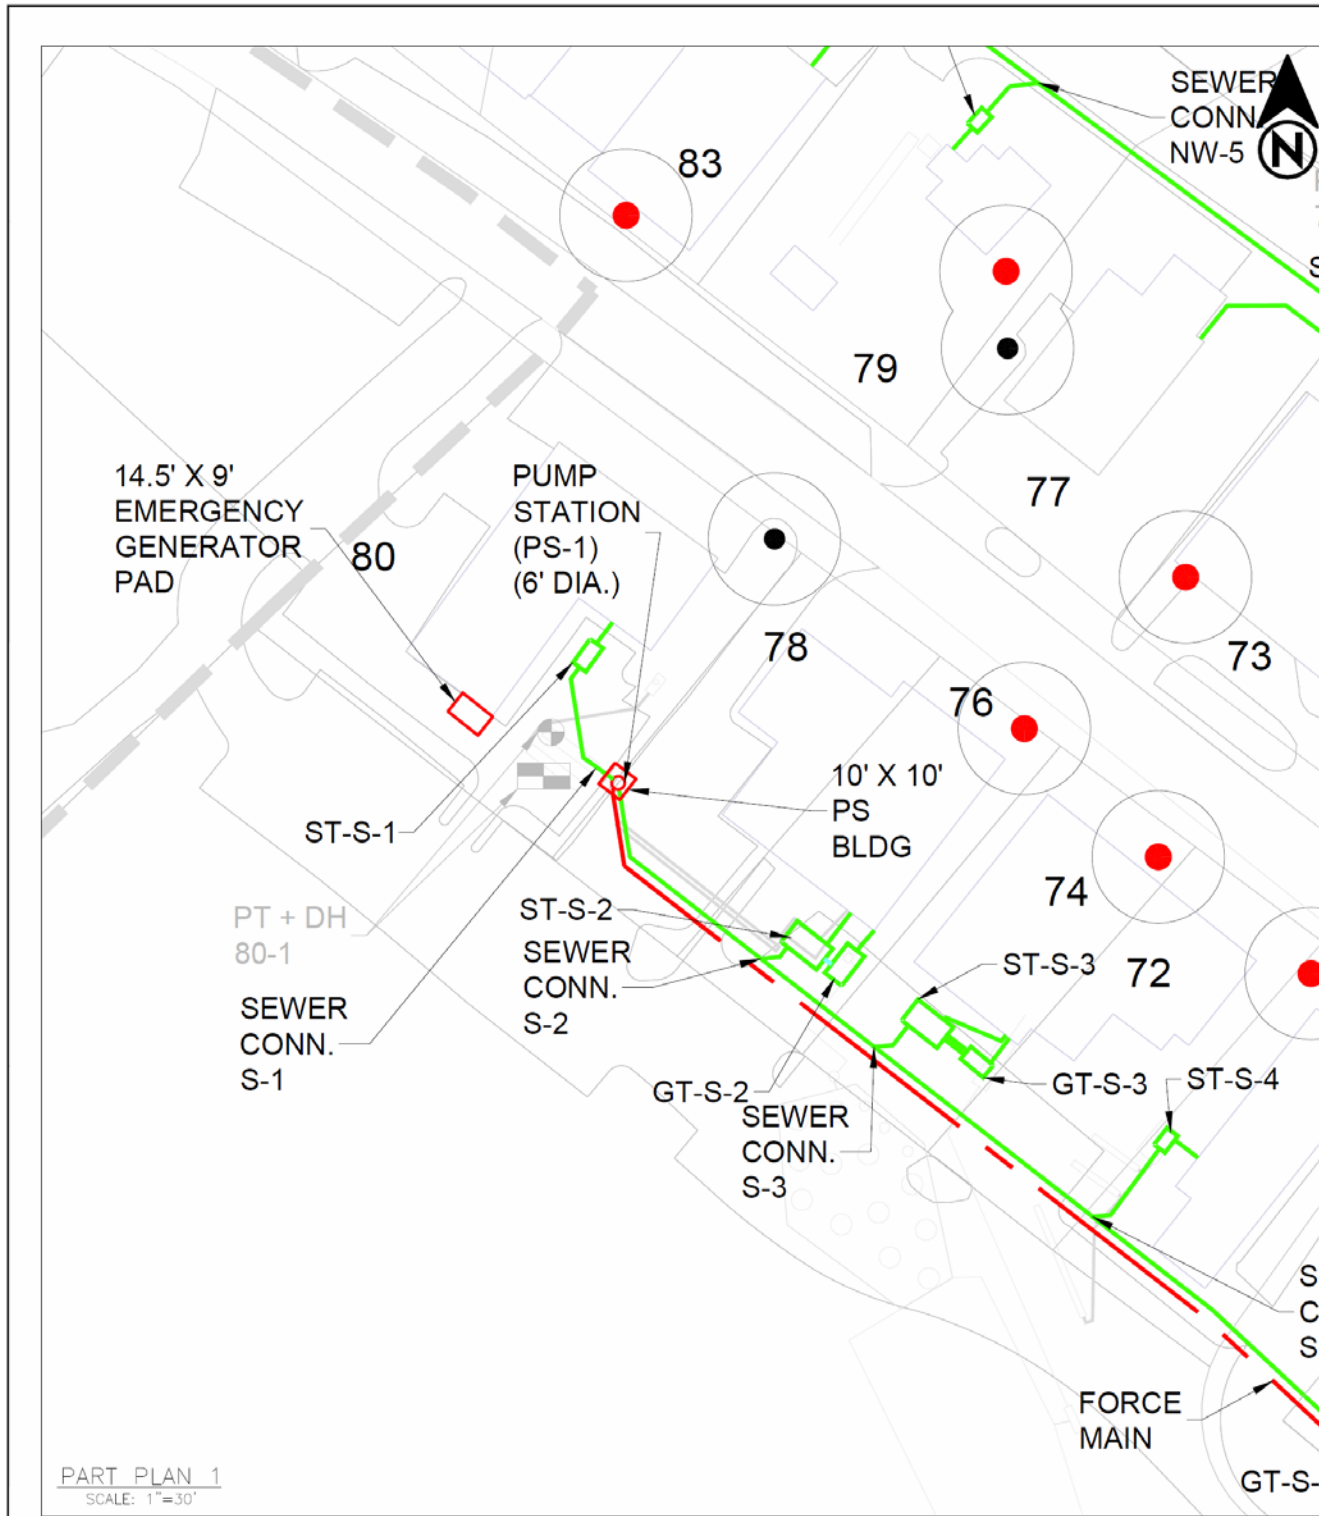 SEWER
CONN.
NW-5
N
83
79
77
14.5' X 9'
EMERGENCY
GENERATOR
PAD
80
PUMP
STATION
(PS-1)
(6' DIA.)
78
73
76
10' X 10'
PS
BLDG
ST-S-1
74
72
PT + DH
80-1
ST-S-2
SEWER
CONN.
S-2
ST-S-3
SEWER
CONN.
S-1
GT-S-2
GT-S-3
ST-S-4
SEWER
CONN.
S-3
S
C
S
FORCE
MAIN
GT-S-
PART PLAN 1
SCALE: 1"=30'